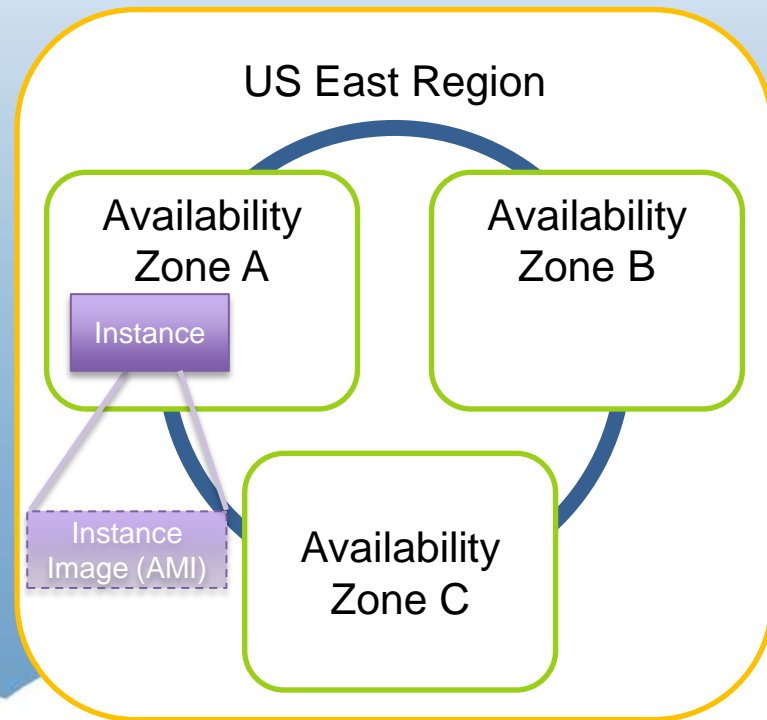 US East Region
Availability
Zone A
Availability
Zone B
Instance
Instance
Image (AMI)
Availability
Zone C